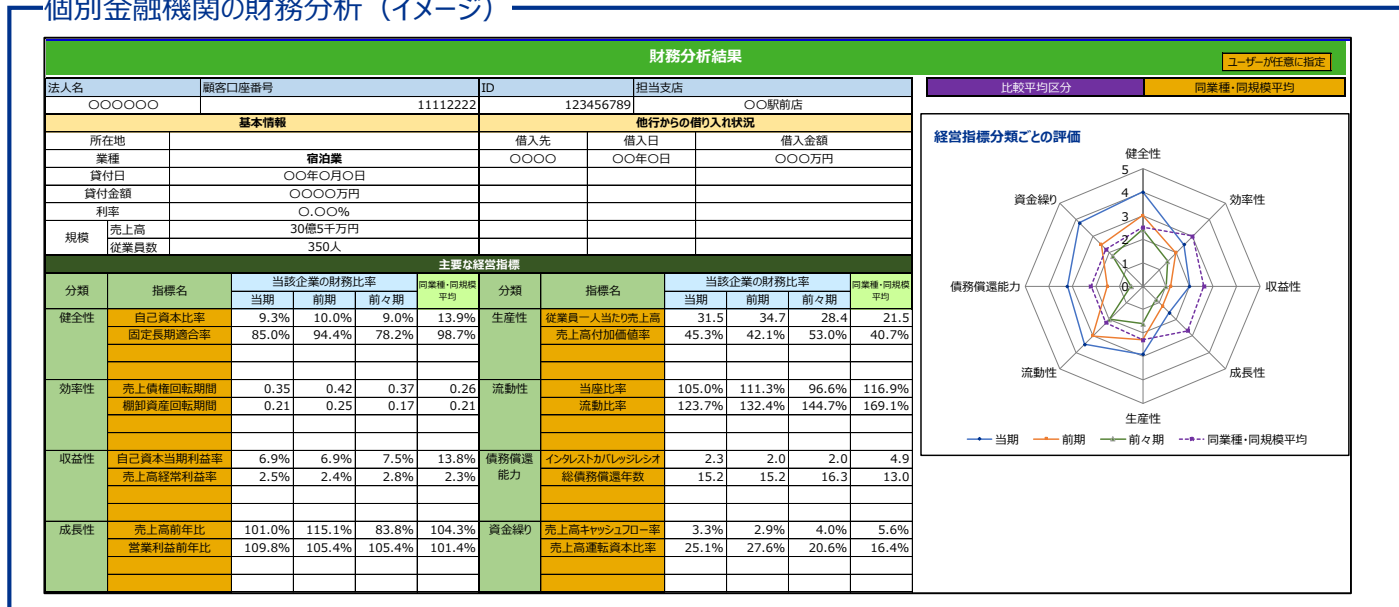 個別金融機関の財務分析（イメージ）
財務分析結果
ユーザーが任意に指定
法人名 顧客口座番号 ID 担当支店
○○○○○○ 11112222 123456789 ○○駅前店
比較平均区分 同業種・同規模平均
基本情報 他行からの借り入れ状況
所在地 借入先 借入日 借入金額
業種 宿泊業 ○○○○ ○○年○日 ○○○万円
貸付日 ○○年○月○日
貸付金額 ○○○○万円
利率 ○.○○%
規模 売上高 30億5千万円
従業員数 350人
主要な経営指標
分類 指標名 当該企業の財務比率 同業種・同規模平均 分類 指標名 当該企業の財務比率 同業種・同規模平均
当期 前期 前々期 当期 前期 前々期
健全性 自己資本比率 9.3% 10.0% 9.0% 13.9% 生産性 従業員一人当たり売上高 31.5 34.7 28.4 21.5
固定長期適合率 85.0% 94.4% 78.2% 98.7% 売上高付加価値率 45.3% 42.1% 53.0% 40.7%
効率性 売上債権回転期間 0.35 0.42 0.37 0.26 流動性 当座比率 105.0% 111.3% 96.6% 116.9%
棚卸資産回転期間 0.21 0.25 0.17 0.21 流動比率 123.7% 132.4% 144.7% 169.1%
収益性 自己資本当期利益率 6.9% 6.9% 7.5% 13.8% 債務償還能力 インタレストカバレッジレシオ 2.3 2.0 2.0 4.9
売上高経常利益率 2.5% 2.4% 2.8% 2.3% 総債務償還年数 15.2 15.2 16.3 13.0
成長性 売上高前年比 101.0% 115.1% 83.8% 104.3% 資金繰り 売上高キャッシュフロー率 3.3% 2.9% 4.0% 5.6%
営業利益前年比 109.8% 105.4% 105.4% 101.4% 売上高運転資本比率 25.1% 27.6% 20.6% 16.4%
経営指標分類ごとの評価
健全性
5
4
3
2
1
0
資金繰り 効率性
債務償還能力 収益性
流動性 成長性
生産性
当期 前期 前々期 同業種・同規模平均